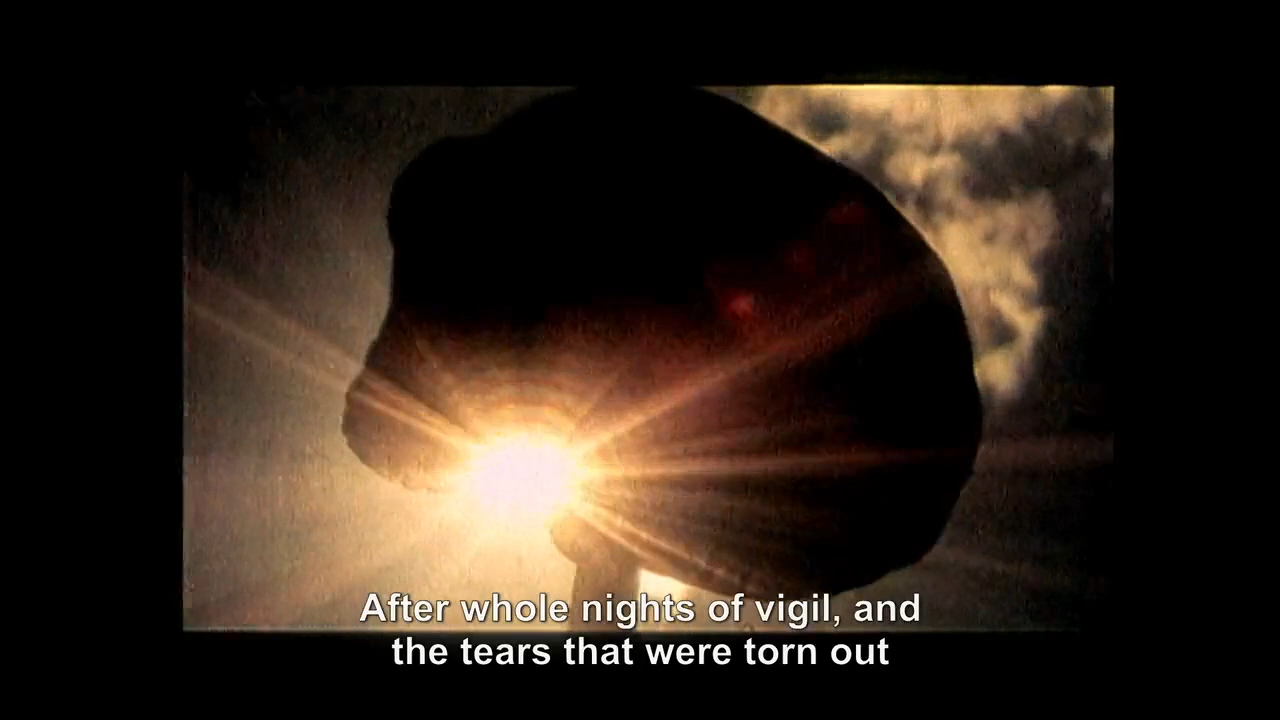 After whole nights of vigil, and
the tears that were torn out